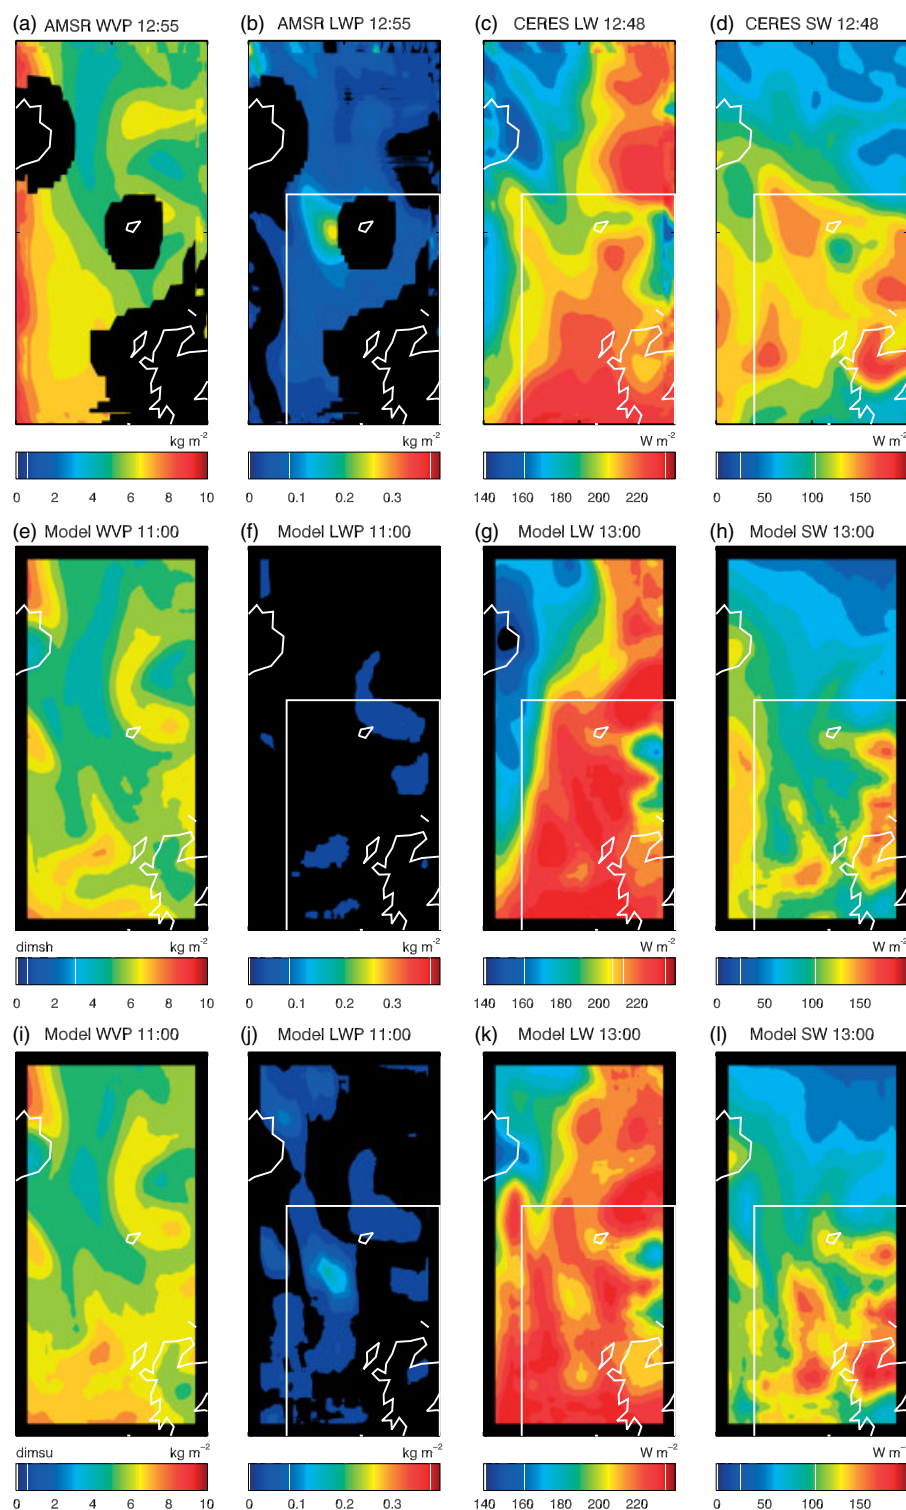 (a) AMSR WVP 12:55 (b) AMSR LWP 12:55 (c) CERES LW 12:48 (d) CERES SW 12:48
kg m⁻² kg m⁻² W m⁻² W m⁻²
0 2 4 6 8 10 0 0.1 0.2 0.3 140 160 180 200 220 0 50 100 150
(e) Model WVP 11:00 (f) Model LWP 11:00 (g) Model LW 13:00 (h) Model SW 13:00
dimsh kg m⁻² kg m⁻² W m⁻² W m⁻²
0 2 4 6 8 10 0 0.1 0.2 0.3 140 160 180 200 220 0 50 100 150
(i) Model WVP 11:00 (j) Model LWP 11:00 (k) Model LW 13:00 (l) Model SW 13:00
dimsu kg m⁻² kg m⁻² W m⁻² W m⁻²
0 2 4 6 8 10 0 0.1 0.2 0.3 140 160 180 200 220 0 50 100 150